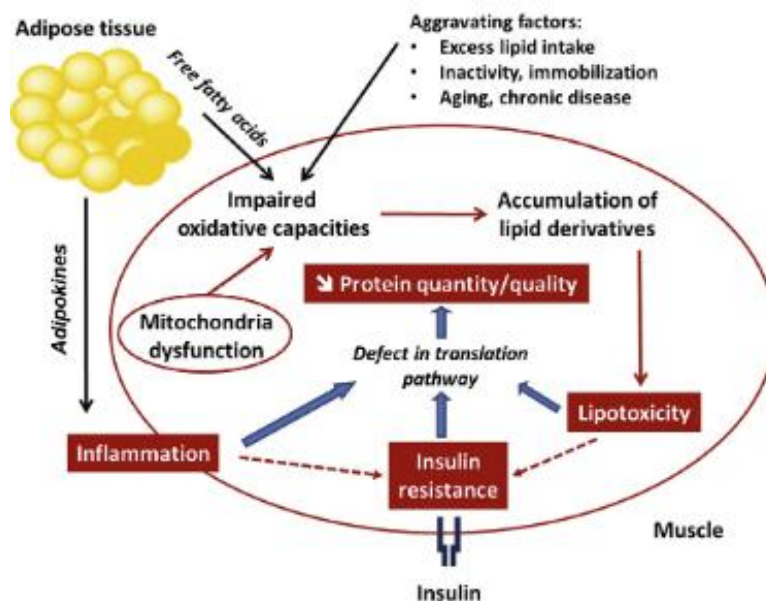 Adipose tissue
Free fatty acids
Aggravating factors:
• Excess lipid intake
• Inactivity, immobilization
• Aging, chronic disease
Impaired
oxidative capacities
Accumulation of
lipid derivatives
Adipokines
↘ Protein quantity/quality
Mitochondria
dysfunction
Defect in translation
pathway
Lipotoxicity
Inflammation
Insulin
resistance
Muscle
Insulin